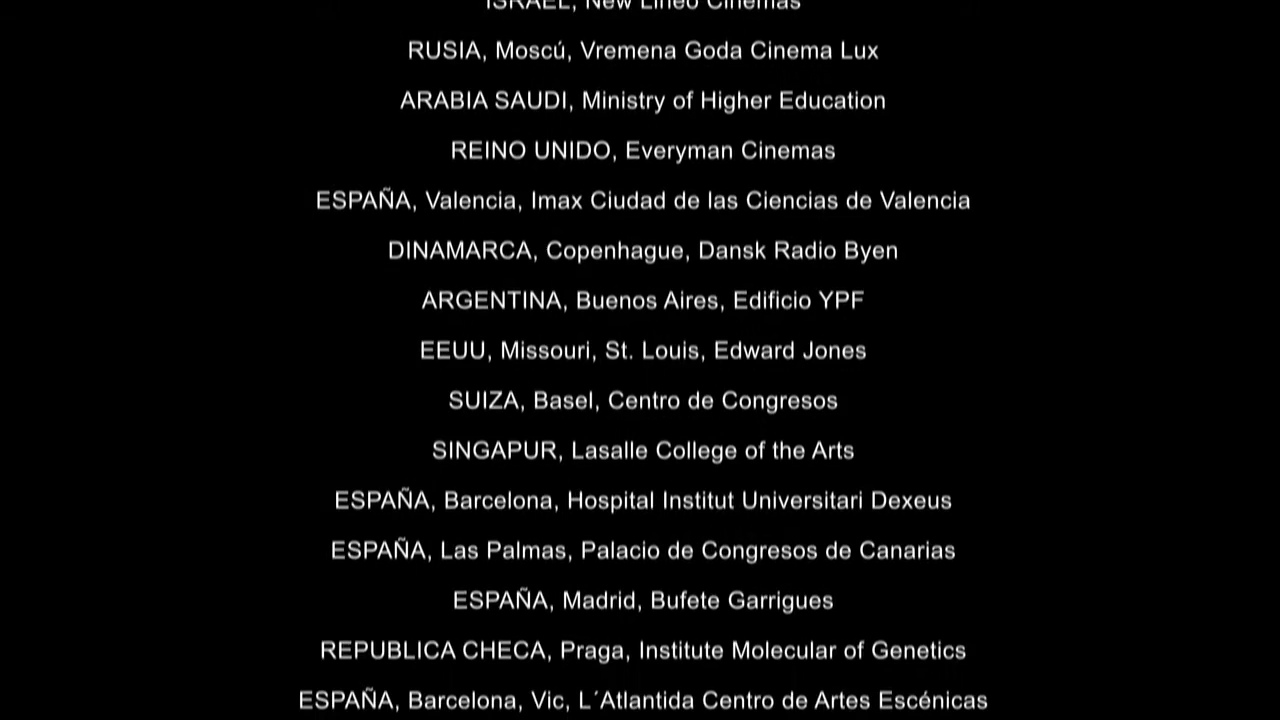 ISRAEL, New Lineo Cinemas
RUSIA, Moscú, Vremena Goda Cinema Lux
ARABIA SAUDI, Ministry of Higher Education
REINO UNIDO, Everyman Cinemas
ESPAÑA, Valencia, Imax Ciudad de las Ciencias de Valencia
DINAMARCA, Copenhague, Dansk Radio Byen
ARGENTINA, Buenos Aires, Edificio YPF
EEUU, Missouri, St. Louis, Edward Jones
SUIZA, Basel, Centro de Congresos
SINGAPUR, Lasalle College of the Arts
ESPAÑA, Barcelona, Hospital Institut Universitari Dexeus
ESPAÑA, Las Palmas, Palacio de Congresos de Canarias
ESPAÑA, Madrid, Bufete Garrigues
REPUBLICA CHECA, Praga, Institute Molecular of Genetics
ESPAÑA, Barcelona, Vic, L´Atlantida Centro de Artes Escénicas